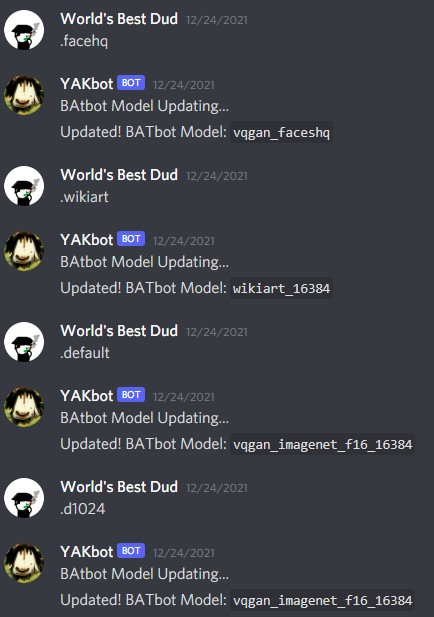 World's Best Dud 12/24/2021
.facehq
YAKbot BOT 12/24/2021
BAtbot Model Updating...
Updated! BATbot Model: vqgan_faceshq
World's Best Dud 12/24/2021
.wikiart
YAKbot BOT 12/24/2021
BAtbot Model Updating...
Updated! BATbot Model: wikiart_16384
World's Best Dud 12/24/2021
.default
YAKbot BOT 12/24/2021
BAtbot Model Updating...
Updated! BATbot Model: vqgan_imagenet_f16_16384
World's Best Dud 12/24/2021
.d1024
YAKbot BOT 12/24/2021
BAtbot Model Updating...
Updated! BATbot Model: vqgan_imagenet_f16_16384